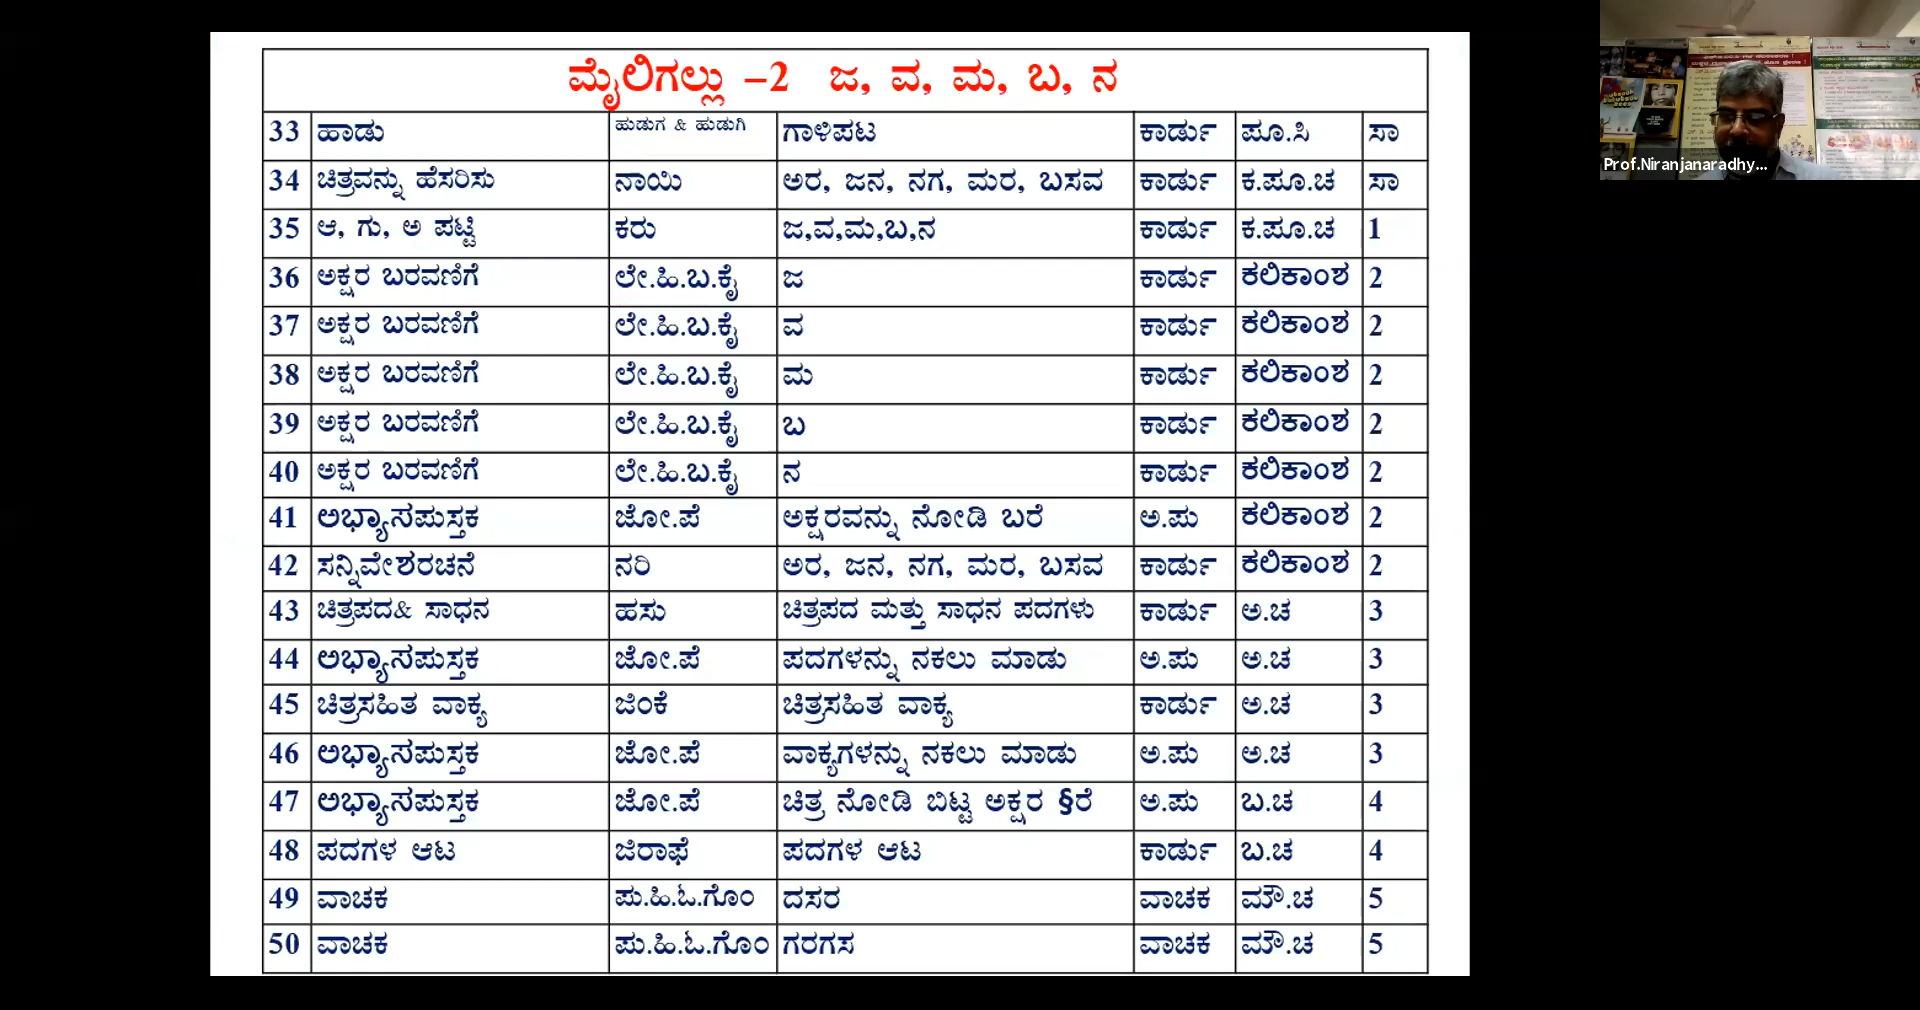 ಮೈಲಿಗಲ್ಲು –2 ಜ, ವ, ಮ, ಬ, ನ
33 ಹಾಡು ಹುಡುಗ & ಹುಡುಗಿ ಗಾಳಿಪಟ ಕಾರ್ಡು ಪೂ.ಸಿ ಸಾ
34 ಚಿತ್ರವನ್ನು ಹೆಸರಿಸು ನಾಯಿ ಅರ, ಜನ, ನಗ, ಮರ, ಬಸವ ಕಾರ್ಡು ಕ.ಪೂ.ಚ ಸಾ
35 ಆ, ಗು, ಅ ಪಟ್ಟಿ ಕರು ಜ,ವ,ಮ,ಬ,ನ ಕಾರ್ಡು ಕ.ಪೂ.ಚ 1
36 ಅಕ್ಷರ ಬರವಣಿಗೆ ಲೇ.ಹಿ.ಬ.ಕೈ ಜ ಕಾರ್ಡು ಕಲಿಕಾಂಶ 2
37 ಅಕ್ಷರ ಬರವಣಿಗೆ ಲೇ.ಹಿ.ಬ.ಕೈ ವ ಕಾರ್ಡು ಕಲಿಕಾಂಶ 2
38 ಅಕ್ಷರ ಬರವಣಿಗೆ ಲೇ.ಹಿ.ಬ.ಕೈ ಮ ಕಾರ್ಡು ಕಲಿಕಾಂಶ 2
39 ಅಕ್ಷರ ಬರವಣಿಗೆ ಲೇ.ಹಿ.ಬ.ಕೈ ಬ ಕಾರ್ಡು ಕಲಿಕಾಂಶ 2
40 ಅಕ್ಷರ ಬರವಣಿಗೆ ಲೇ.ಹಿ.ಬ.ಕೈ ನ ಕಾರ್ಡು ಕಲಿಕಾಂಶ 2
41 ಅಭ್ಯಾಸಪುಸ್ತಕ ಜೋ.ಪೆ ಅಕ್ಷರವನ್ನು ನೋಡಿ ಬರೆ ಅ.ಪು ಕಲಿಕಾಂಶ 2
42 ಸನ್ನಿವೇಶರಚನೆ ನರಿ ಅರ, ಜನ, ನಗ, ಮರ, ಬಸವ ಕಾರ್ಡು ಕಲಿಕಾಂಶ 2
43 ಚಿತ್ರಪದ& ಸಾಧನ ಹಸು ಚಿತ್ರಪದ ಮತ್ತು ಸಾಧನ ಪದಗಳು ಕಾರ್ಡು ಅ.ಚ 3
44 ಅಭ್ಯಾಸಪುಸ್ತಕ ಜೋ.ಪೆ ಪದಗಳನ್ನು ನಕಲು ಮಾಡು ಅ.ಪು ಅ.ಚ 3
45 ಚಿತ್ರಸಹಿತ ವಾಕ್ಯ ಜಿಂಕೆ ಚಿತ್ರಸಹಿತ ವಾಕ್ಯ ಕಾರ್ಡು ಅ.ಚ 3
46 ಅಭ್ಯಾಸಪುಸ್ತಕ ಜೋ.ಪೆ ವಾಕ್ಯಗಳನ್ನು ನಕಲು ಮಾಡು ಅ.ಪು ಅ.ಚ 3
47 ಅಭ್ಯಾಸಪುಸ್ತಕ ಜೋ.ಪೆ ಚಿತ್ರ ನೋಡಿ ಬಿಟ್ಟ ಅಕ್ಷರ §ರೆ ಅ.ಪು ಬ.ಚ 4
48 ಪದಗಳ ಆಟ ಜಿರಾಫೆ ಪದಗಳ ಆಟ ಕಾರ್ಡು ಬ.ಚ 4
49 ವಾಚಕ ಪು.ಹಿ.ಓ.ಗೊಂ ದಸರ ವಾಚಕ ಮೌ.ಚ 5
50 ವಾಚಕ ಪು.ಹಿ.ಓ.ಗೊಂ ಗರಗಸ ವಾಚಕ ಮೌ.ಚ 5
Prof.Niranjanaradhy...